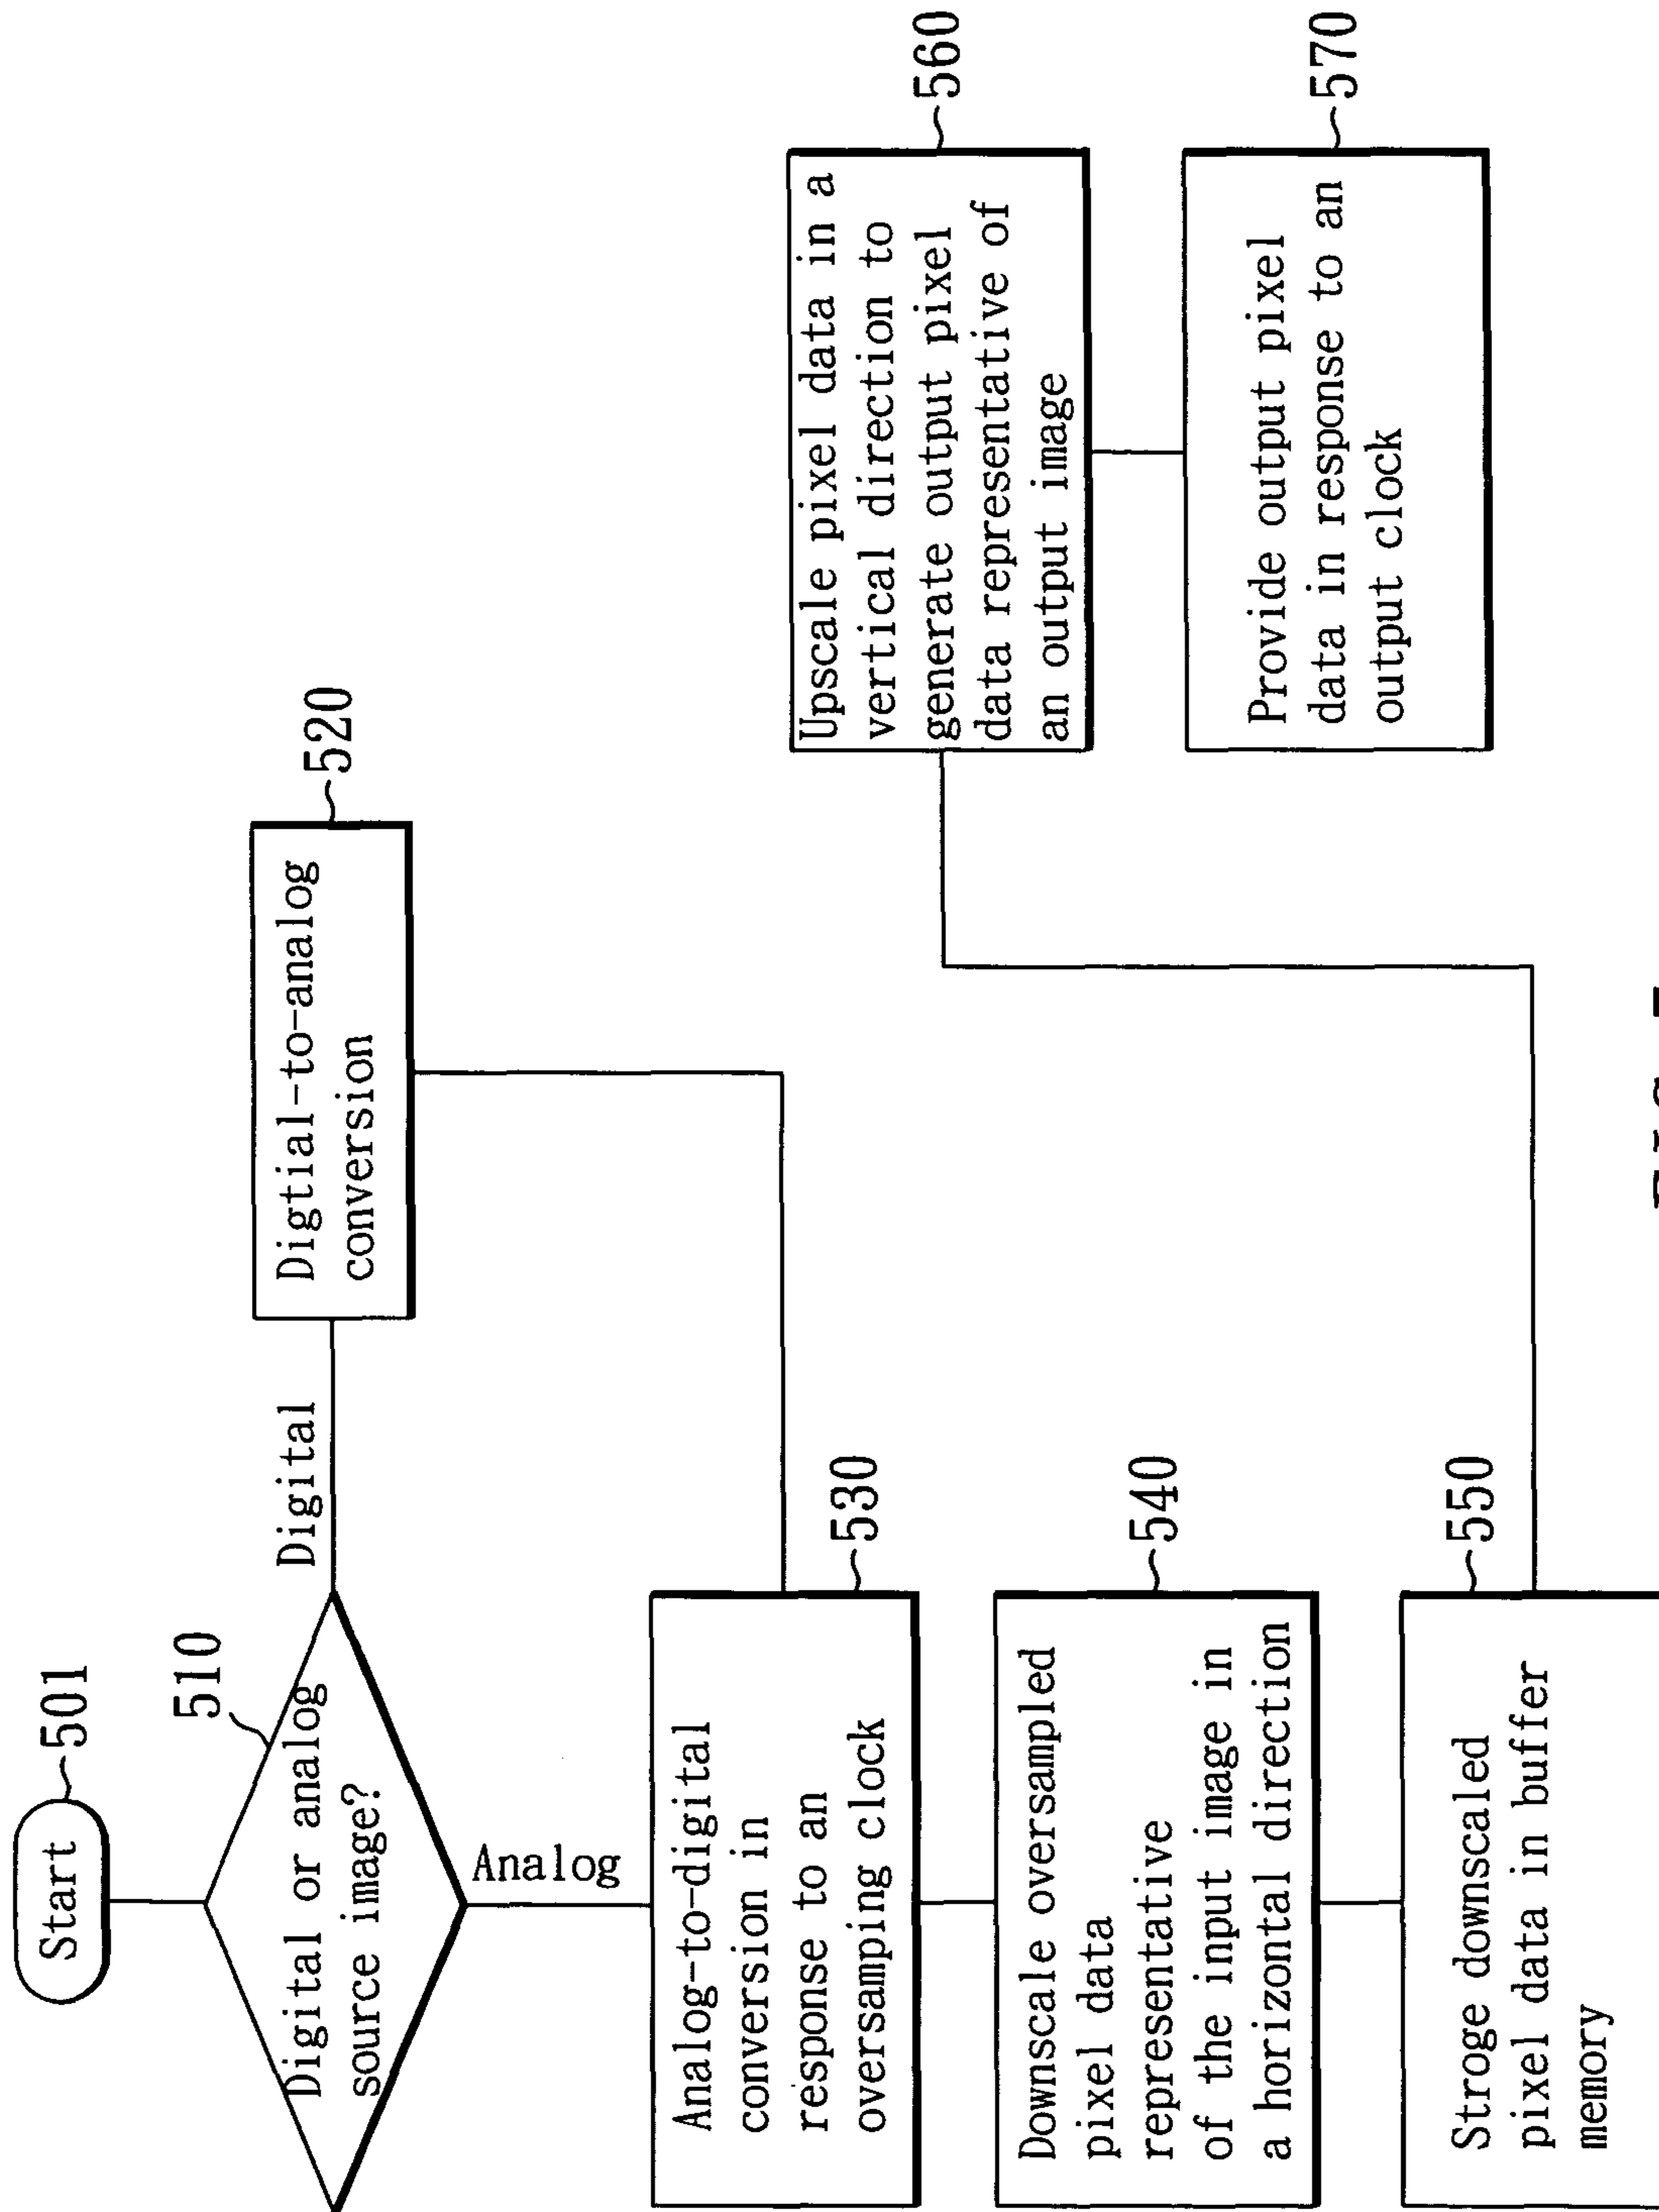 Start
501
510
Digital or analog
source image?
Digital
Digtial-to-analog
conversion
520
Analog
Analog-to-digital
conversion in
response to an
oversamping clock
530
Downscale oversampled
pixel data
representative
of the input image in
a horizontal direction
540
Stroge downscaled
pixel data in buffer
memory
550
Upscale pixel data in a
vertical direction to
generate output pixel
data representative of
an output image
560
Provide output pixel
data in response to an
output clock
570